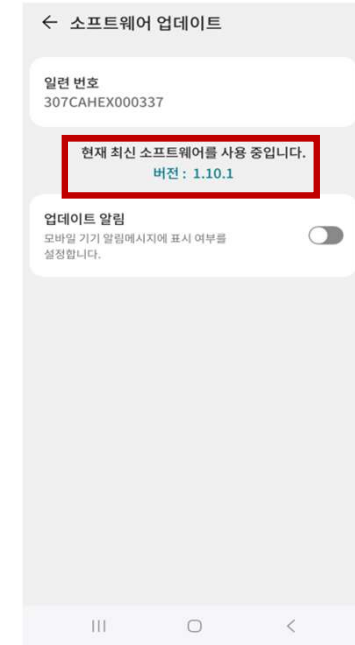 ← 소프트웨어 업데이트
일련 번호
307CAHEX000337
현재 최신 소프트웨어를 사용 중입니다.
버전 : 1.10.1
업데이트 알림
모바일 기기 알림메시지에 표시 여부를
설정합니다.